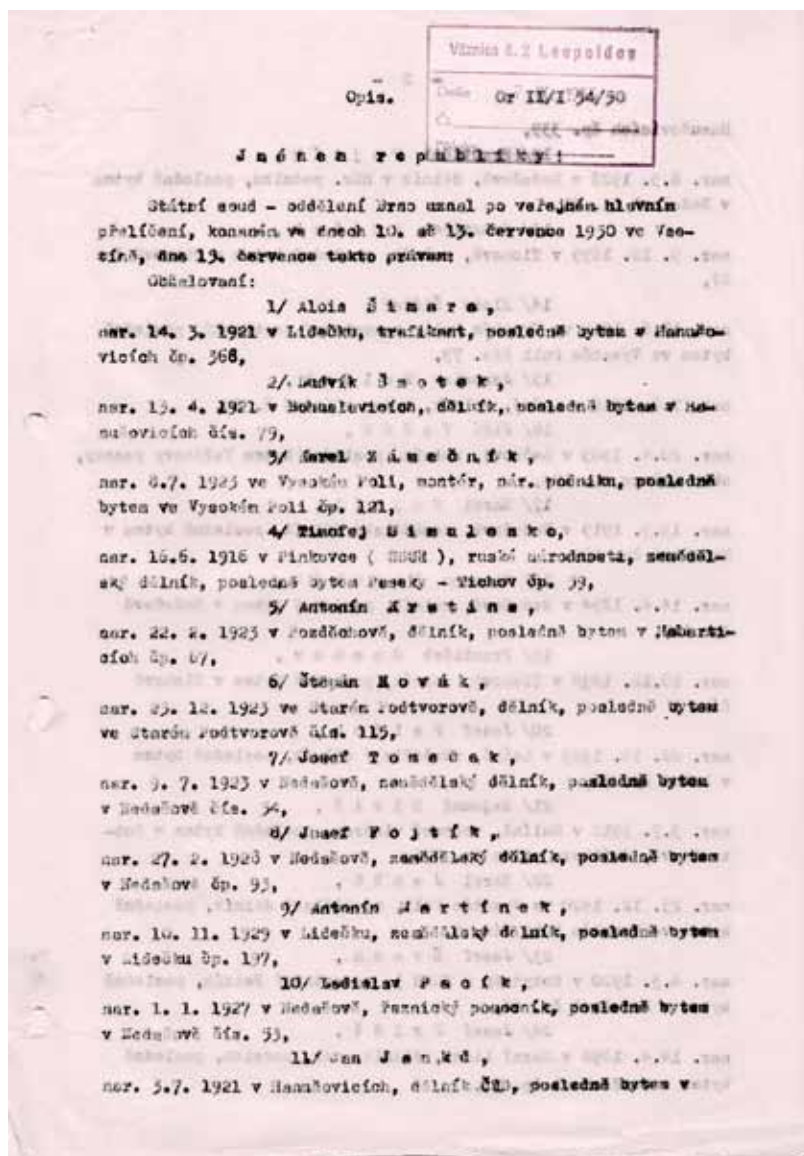 Věznice č. 2 Leopoldov
Došlo
Opis. Or II/I 54/50
Č.
Jménem republiky!
Státní soud - oddělení Brno uznal po veřejném hlavním
přelíčení, konaném ve dnech 10. až 13. července 1950 ve Vse-
tíně, dne 13. července takto právem:
Obžalovaní:
1/ Alois Šimara,
nar. 14. 3. 1921 v Lidečku, trafikant, posledně bytem v Hanušo-
vicích čp. 368,
2/ Ludvík Smotek,
nar. 13. 4. 1921 v Bohuslavicích, dělník, posledně bytem v Ha-
nušovicích čís. 79,
3/ Karel Zámečník,
nar. 8.7. 1923 ve Vysokém Poli, montér, nár. podniku, posledně
bytem ve Vysokém Poli čp. 121,
4/ Timofej Simulenko,
nar. 16.6. 1916 v Pinkovce ( SSSR ), ruské národnosti, zeměděl-
ský dělník, posledně bytem Paseky - Tichov čp. 39,
5/ Antonín Kretina,
nar. 22. 2. 1923 v Pozděchově, dělník, posledně bytem v Habarti-
cích čp. 67,
6/ Štěpán Novák,
nar. 23. 12. 1923 ve Starém Podtvorově, dělník, posledně bytem
ve Starém Podtvorově čís. 115,
7/ Josef Tomečak,
nar. 9. 7. 1923 v Nedašově, zemědělský dělník, posledně bytem
v Nedašově čís. 34,
8/ Josef Fojtík,
nar. 27. 2. 1928 v Nedašově, zemědělský dělník, posledně bytem
v Nedašově čp. 93,
9/ Antonín Martínek,
nar. 10. 11. 1929 v Lidečku, zemědělský dělník, posledně bytem
v Lidečku čp. 197,
10/ Ladislav Pacík,
nar. 1. 1. 1927 v Nedašově, řeznický pomocník, posledně bytem
v Nedašově čís. 53,
11/ Jan Janků,
nar. 3.7. 1921 v Hanušovicích, dělník ČSD, posledně bytem v